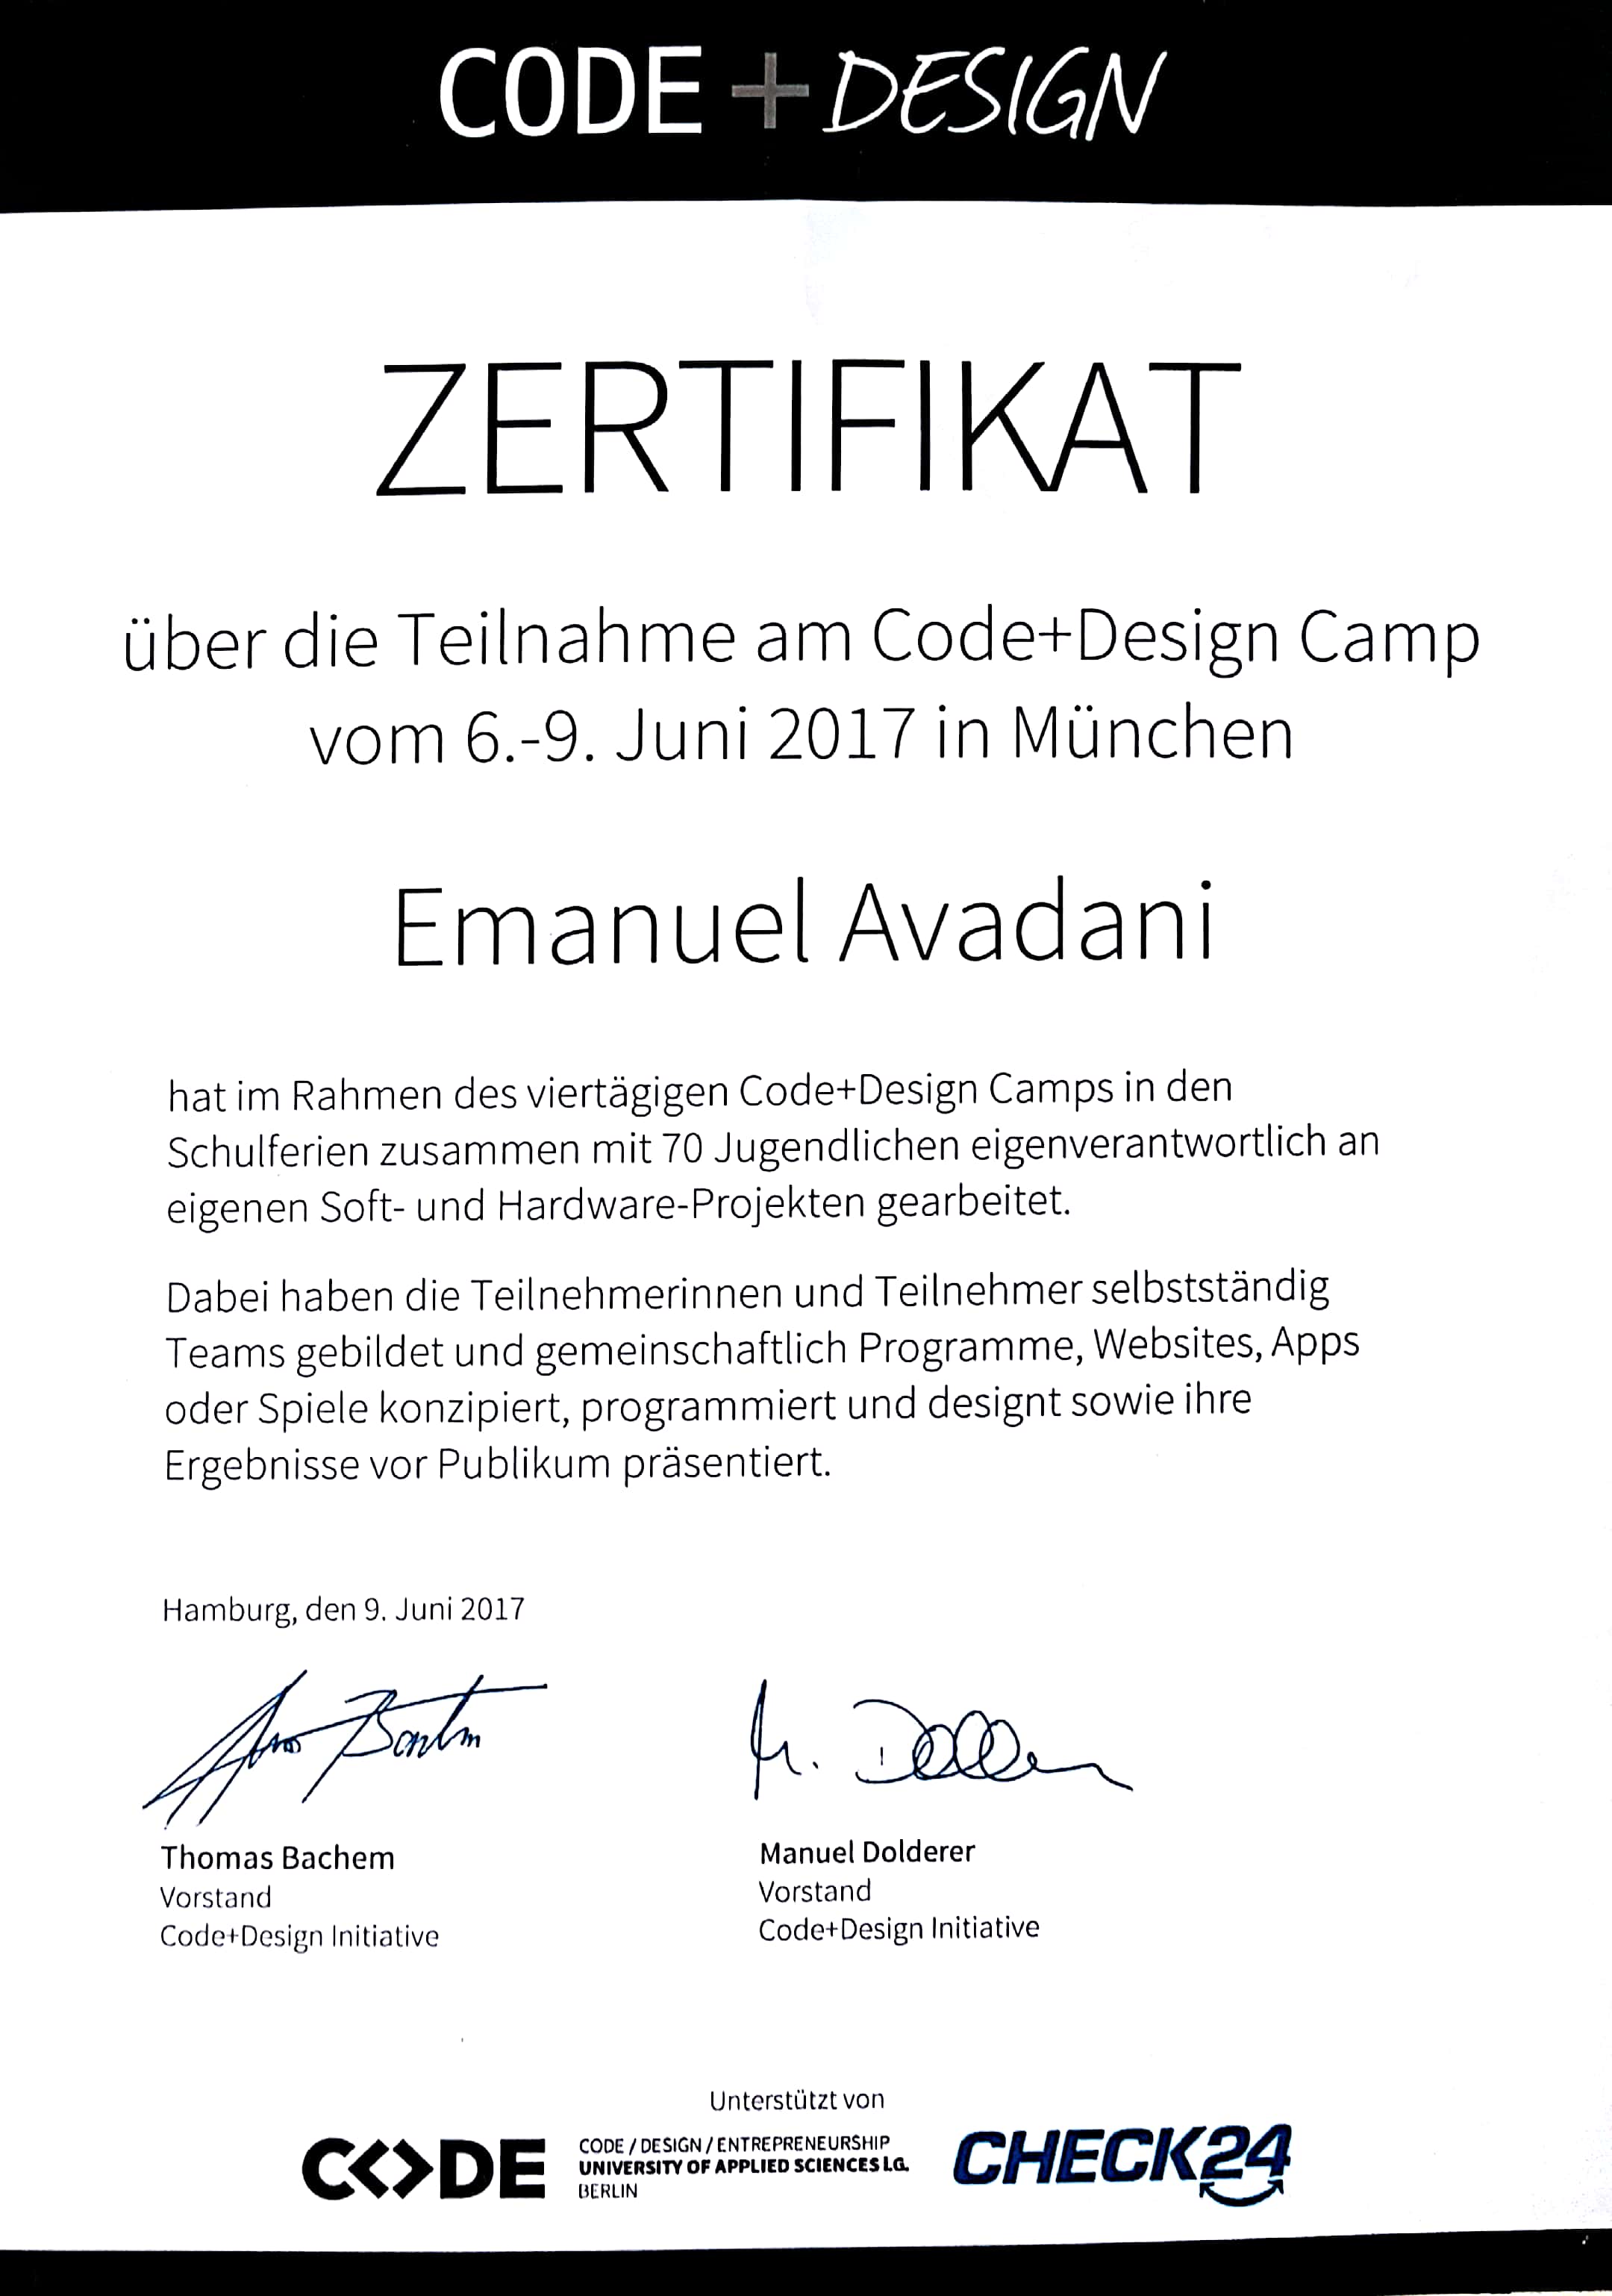 CODE + DESIGN
ZERTIFIKAT
über die Teilnahme am Code+Design Camp
vom 6.-9. Juni 2017 in München
Emanuel Avadani
hat im Rahmen des viertägigen Code+Design Camps in den
Schulferien zusammen mit 70 Jugendlichen eigenverantwortlich an
eigenen Soft- und Hardware-Projekten gearbeitet.
Dabei haben die Teilnehmerinnen und Teilnehmer selbstständig
Teams gebildet und gemeinschaftlich Programme, Websites, Apps
oder Spiele konzipiert, programmiert und designt sowie ihre
Ergebnisse vor Publikum präsentiert.
Hamburg, den 9. Juni 2017
Thomas Bachem
Vorstand
Code+Design Initiative
Manuel Dolderer
Vorstand
Code+Design Initiative
Unterstützt von
C<>DE
CODE / DESIGN / ENTREPRENEURSHIP
UNIVERSITY OF APPLIED SCIENCES I.G.
BERLIN
CHECK24